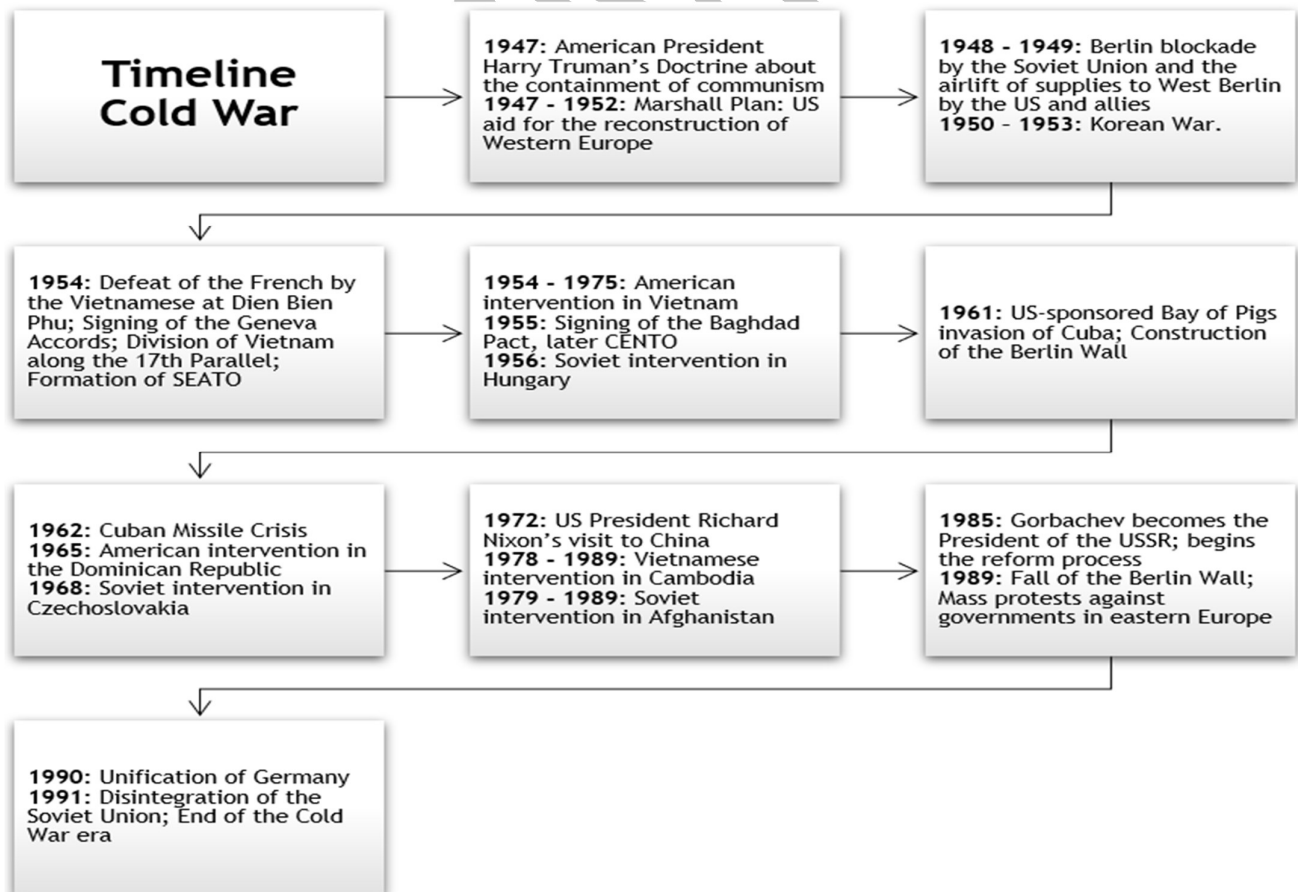 Timeline
Cold War
1947: American President
Harry Truman's Doctrine about
the containment of communism
1947 - 1952: Marshall Plan: US
aid for the reconstruction of
Western Europe
1948 - 1949: Berlin blockade
by the Soviet Union and the
airlift of supplies to West Berlin
by the US and allies
1950 - 1953: Korean War.
1954: Defeat of the French by
the Vietnamese at Dien Bien
Phu; Signing of the Geneva
Accords; Division of Vietnam
along the 17th Parallel;
Formation of SEATO
1954 - 1975: American
intervention in Vietnam
1955: Signing of the Baghdad
Pact, later CENTO
1956: Soviet intervention in
Hungary
1961: US-sponsored Bay of Pigs
invasion of Cuba; Construction
of the Berlin Wall
1962: Cuban Missile Crisis
1965: American intervention in
the Dominican Republic
1968: Soviet intervention in
Czechoslovakia
1972: US President Richard
Nixon's visit to China
1978 - 1989: Vietnamese
intervention in Cambodia
1979 - 1989: Soviet
intervention in Afghanistan
1985: Gorbachev becomes the
President of the USSR; begins
the reform process
1989: Fall of the Berlin Wall;
Mass protests against
governments in eastern Europe
1990: Unification of Germany
1991: Disintegration of the
Soviet Union; End of the Cold
War era